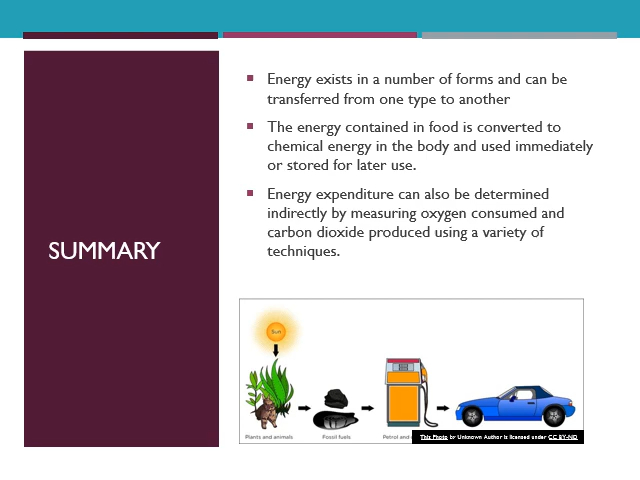 SUMMARY
Energy exists in a number of forms and can be
transferred from one type to another
The energy contained in food is converted to
chemical energy in the body and used immediately
or stored for later use.
Energy expenditure can also be determined
indirectly by measuring oxygen consumed and
carbon dioxide produced using a variety of
techniques.
Sun
Plants and animals
Fossil fuels
Petrol and
This Photo by Unknown Author is licensed under CC BY-ND